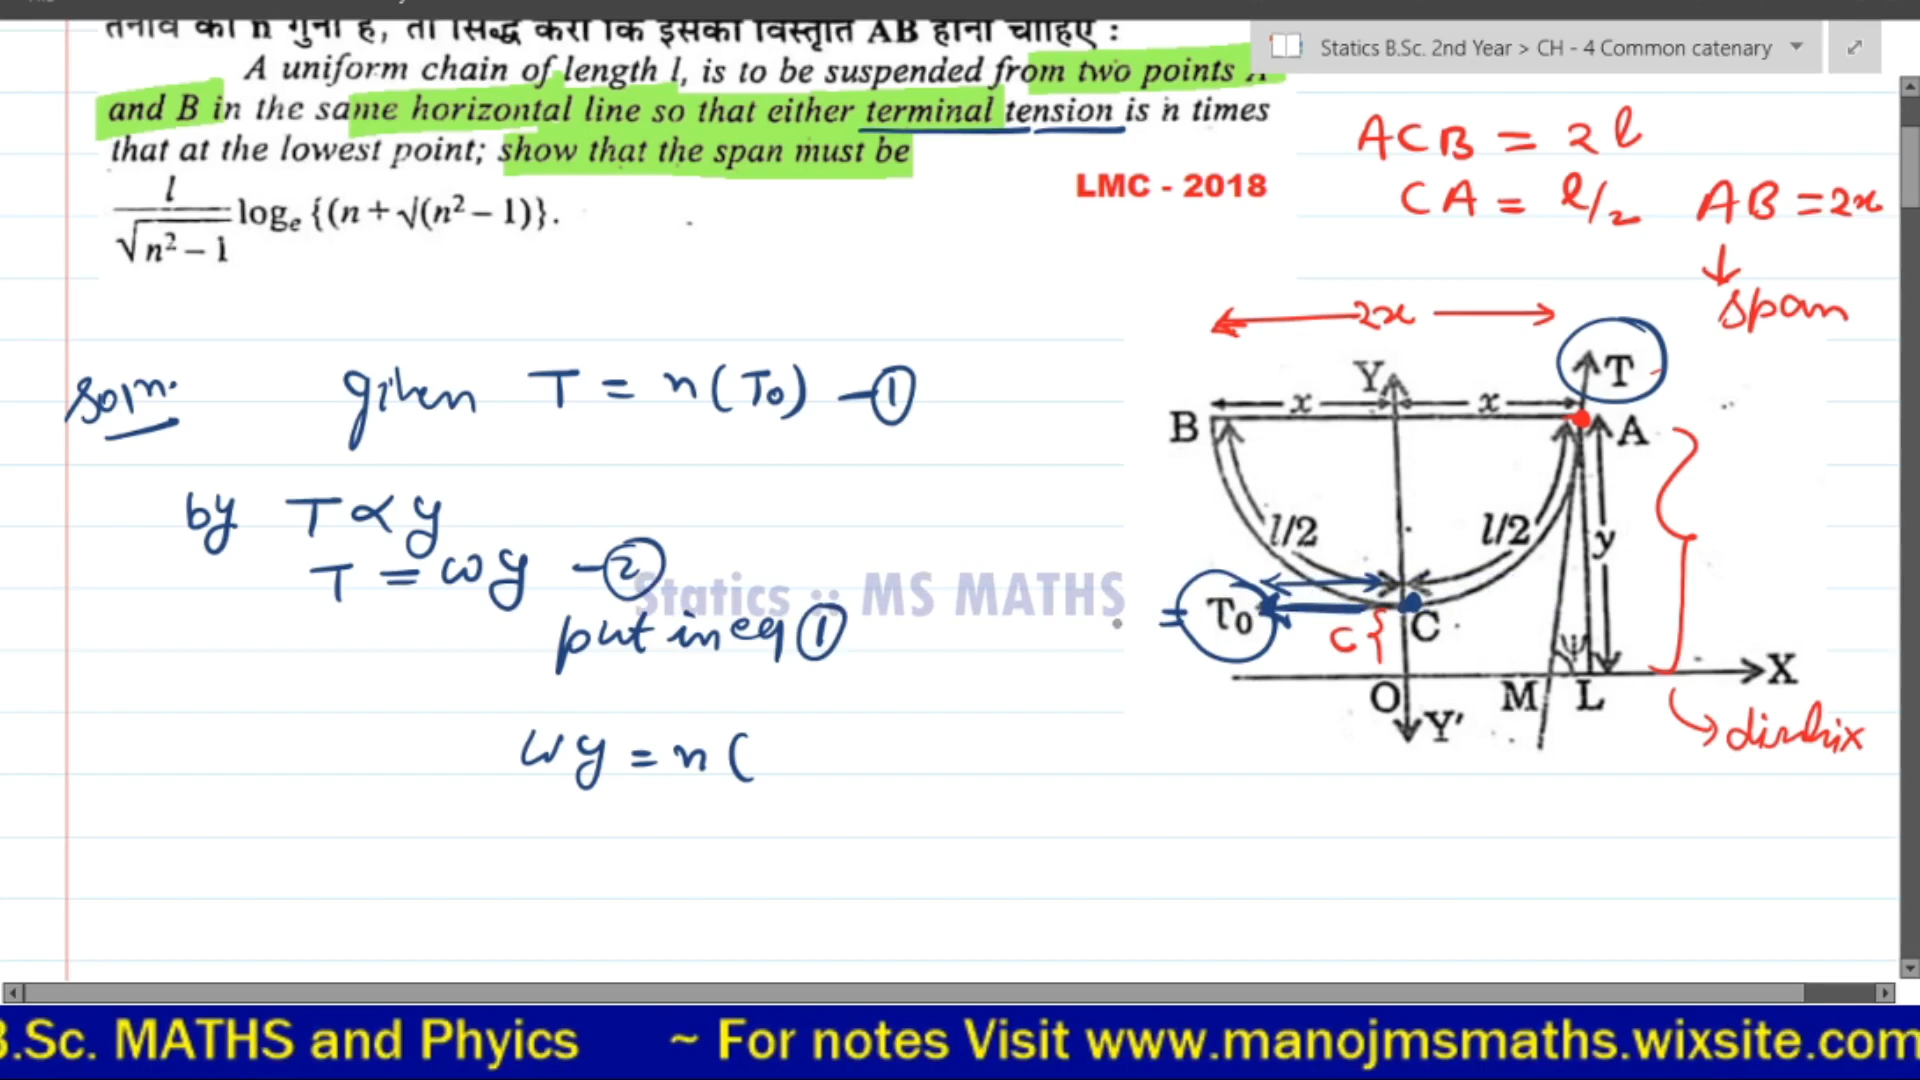 तनाव का n गुना है, तो सिद्ध करो कि इसकी विस्तृति AB होनी चाहिए :
Statics B.Sc. 2nd Year > CH - 4 Common catenary
A uniform chain of length l, is to be suspended from two points A
and B in the same horizontal line so that either terminal tension is n times
that at the lowest point; show that the span must be
l/√n² – 1 logₑ {(n + √(n² – 1)}.
LMC - 2018
ACB = 2l
CA = l/2 AB = 2x
↓
span
2x
Soln. given T = n(T₀) – ①
by T ∝ y
T = wy – ②
put in eq ①
wy = n (
Y T
x x
B A
l/2 l/2 y
= T₀ C{ C ψ
O M L X
Y'
Statics :: MS MATHS
B.Sc. MATHS and Phyics ~ For notes Visit www.manojmsmaths.wixsite.com